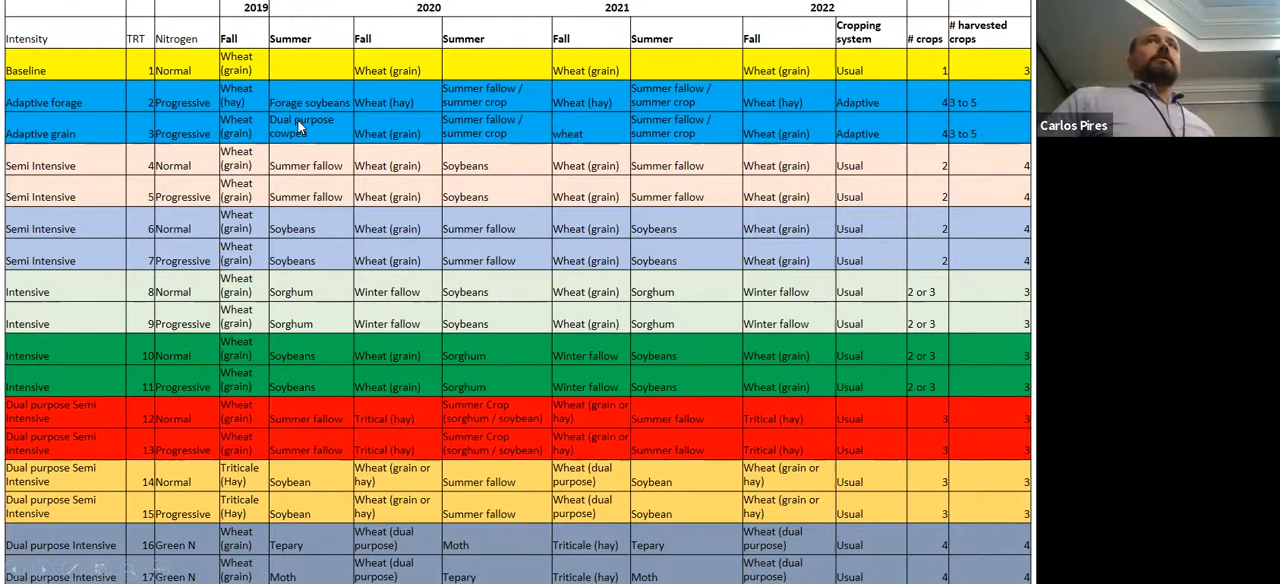 2019 2020 2021 2022
Intensity TRT Nitrogen Fall Summer Fall Summer Fall Summer Fall Cropping system # crops # harvested crops
Baseline 1 Normal Wheat (grain) Wheat (grain) Wheat (grain) Wheat (grain) Usual 1 3
Adaptive forage 2 Progressive Wheat (hay) Forage soybeans Wheat (hay) Summer fallow / summer crop Wheat (hay) Summer fallow / summer crop Wheat (hay) Adaptive 4 3 to 5
Adaptive grain 3 Progressive Wheat (grain) Dual purpose cowpea Wheat (grain) Summer fallow / summer crop wheat Summer fallow / summer crop Wheat (grain) Adaptive 4 3 to 5
Semi Intensive 4 Normal Wheat (grain) Summer fallow Wheat (grain) Soybeans Wheat (grain) Summer fallow Wheat (grain) Usual 2 4
Semi Intensive 5 Progressive Wheat (grain) Summer fallow Wheat (grain) Soybeans Wheat (grain) Summer fallow Wheat (grain) Usual 2 4
Semi Intensive 6 Normal Wheat (grain) Soybeans Wheat (grain) Summer fallow Wheat (grain) Soybeans Wheat (grain) Usual 2 4
Semi Intensive 7 Progressive Wheat (grain) Soybeans Wheat (grain) Summer fallow Wheat (grain) Soybeans Wheat (grain) Usual 2 4
Intensive 8 Normal Wheat (grain) Sorghum Winter fallow Soybeans Wheat (grain) Sorghum Winter fallow Usual 2 or 3 3
Intensive 9 Progressive Wheat (grain) Sorghum Winter fallow Soybeans Wheat (grain) Sorghum Winter fallow Usual 2 or 3 3
Intensive 10 Normal Wheat (grain) Soybeans Wheat (grain) Sorghum Winter fallow Soybeans Wheat (grain) Usual 2 or 3 3
Intensive 11 Progressive Wheat (grain) Soybeans Wheat (grain) Sorghum Winter fallow Soybeans Wheat (grain) Usual 2 or 3 3
Dual purpose Semi Intensive 12 Normal Wheat (grain) Summer fallow Tritical (hay) Summer Crop (sorghum / soybean) Wheat (grain or hay) Summer fallow Tritical (hay) Usual 3 3
Dual purpose Semi Intensive 13 Progressive Wheat (grain) Summer fallow Tritical (hay) Summer Crop (sorghum / soybean) Wheat (grain or hay) Summer fallow Tritical (hay) Usual 3 3
Dual purpose Semi Intensive 14 Normal Triticale (Hay) Soybean Wheat (grain or hay) Summer fallow Wheat (dual purpose) Soybean Wheat (grain or hay) Usual 3 3
Dual purpose Semi Intensive 15 Progressive Triticale (Hay) Soybean Wheat (grain or hay) Summer fallow Wheat (dual purpose) Soybean Wheat (grain or hay) Usual 3 3
Dual purpose Intensive 16 Green N Wheat (grain) Tepary Wheat (dual purpose) Moth Triticale (hay) Tepary Wheat (dual purpose) Usual 4 4
Dual purpose Intensive 17 Green N Wheat (grain) Moth Wheat (dual purpose) Tepary Triticale (hay) Moth Wheat (dual purpose) Usual 4 4
Carlos Pires